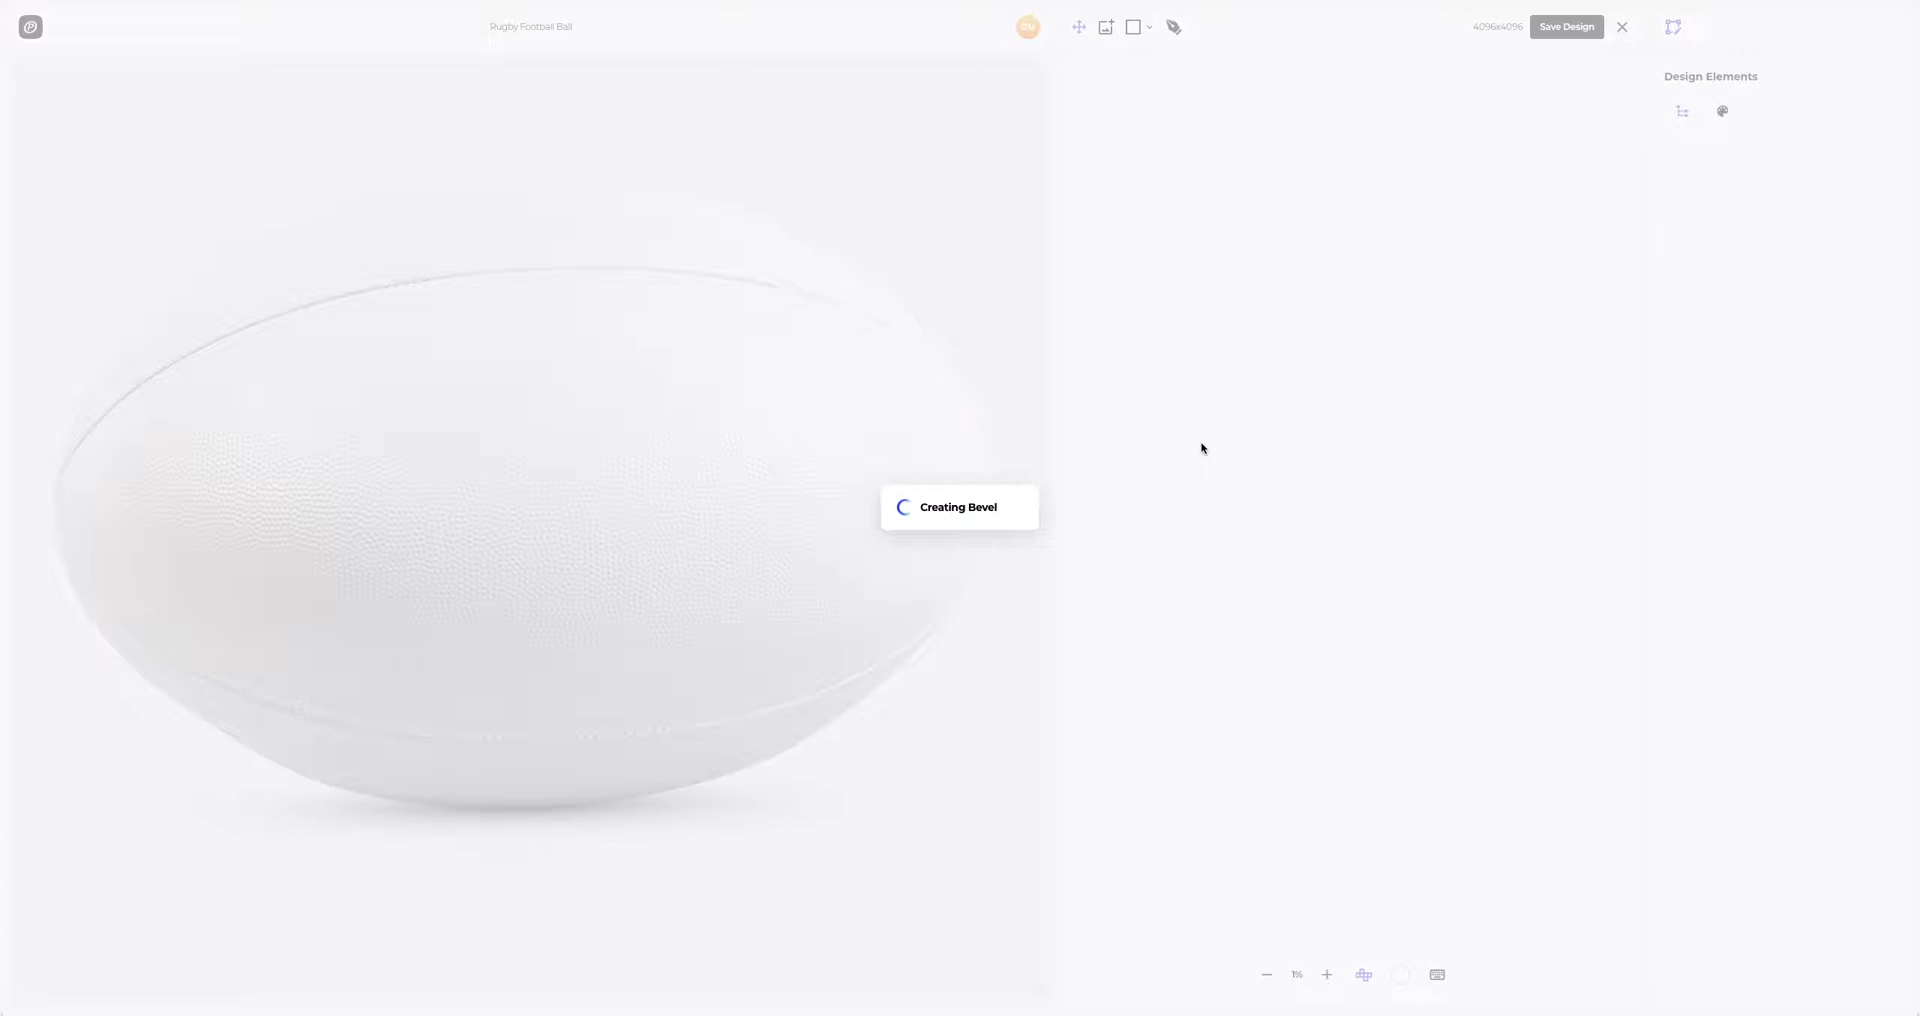 Rugby Football Ball
4096x4096
Save Design
Design Elements
Creating Bevel
1%